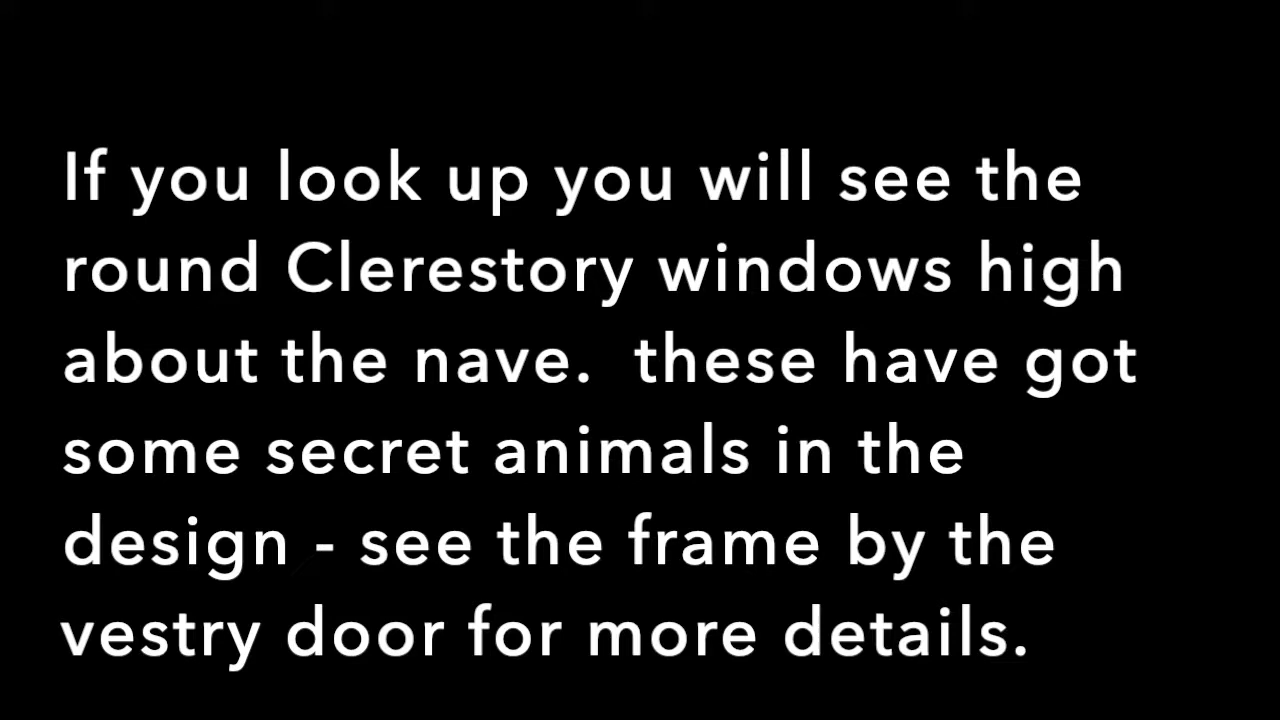 If you look up you will see the
round Clerestory windows high
about the nave.  these have got
some secret animals in the
design - see the frame by the
vestry door for more details.